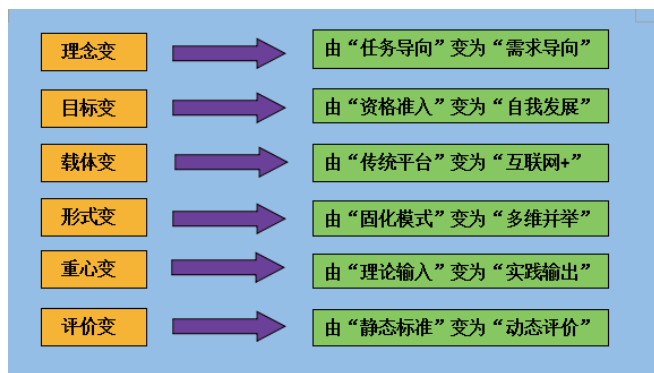 理念变 由“任务导向”变为“需求导向”
目标变 由“资格准入”变为“自我发展”
载体变 由“传统平台”变为“互联网+”
形式变 由“固化模式”变为“多维并举”
重心变 由“理论输入”变为“实践输出”
评价变 由“静态标准”变为“动态评价”